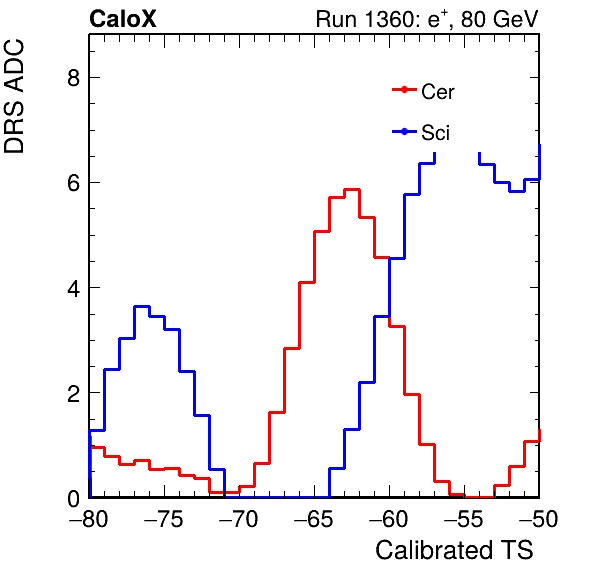 CaloX Run 1360: e⁺, 80 GeV
DRS ADC
Cer
Sci
8
6
4
2
0
−80 −75 −70 −65 −60 −55 −50
Calibrated TS